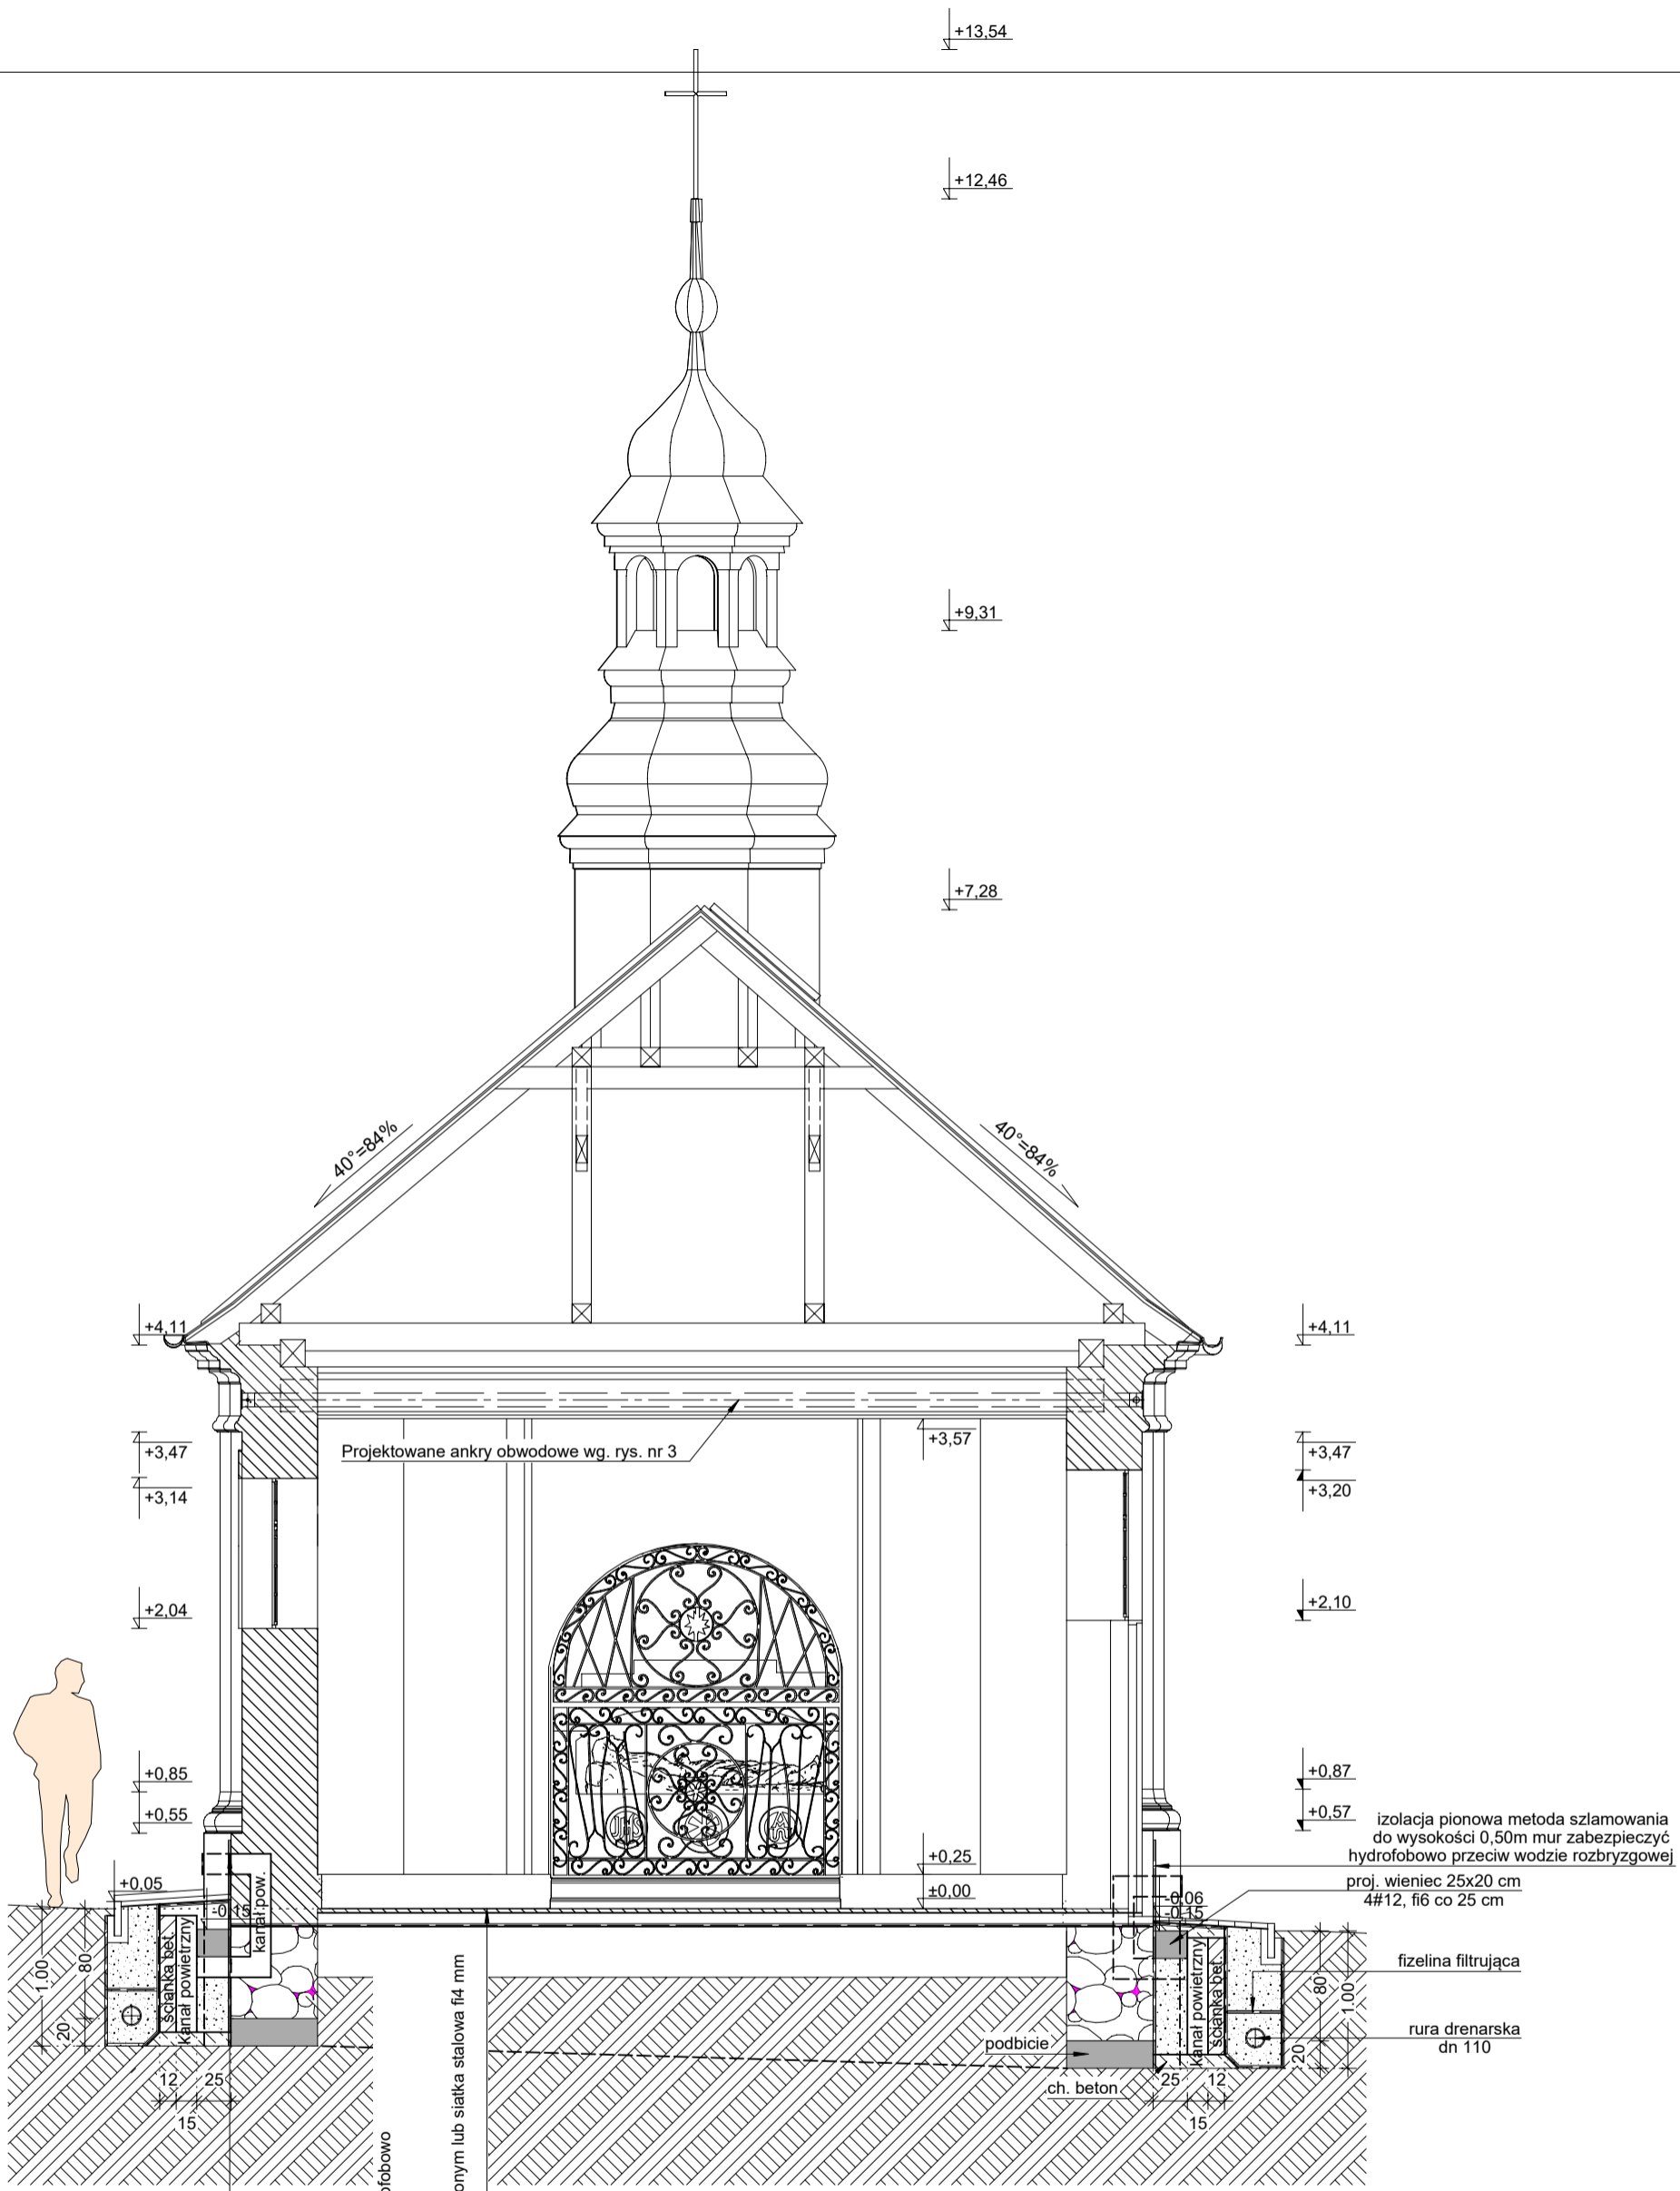 +13,54
+12,46
+9,31
+7,28
40°=84%
40°=84%
+4,11
+4,11
+3,47
+3,14
Projektowane ankry obwodowe wg. rys. nr 3
+3,57
+3,47
+3,20
+2,04
+2,10
+0,85
+0,55
+0,87
+0,57
izolacja pionowa metoda szlamowania
do wysokości 0,50m mur zabezpieczyć
hydrofobowo przeciw wodzie rozbryzgowej
+0,25
±0,00
+0,05
-0,15
kanał pow.
-0.06
-0.15
proj. wieniec 25x20 cm
4#12, fi6 co 25 cm
1.00
80
20
ścianka bet.
kanał powietrzny
12
25
15
fizelina filtrująca
rura drenarska
dn 110
kanał powietrzny
ścianka bet.
80
1.00
20
podbicie
ch. beton
25
12
15
ofobowo
onym lub siatka stalowa fi4 mm
JHS